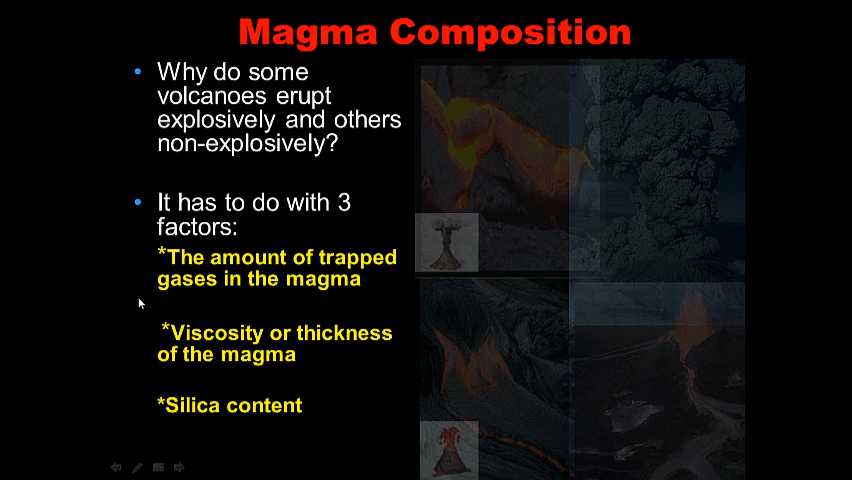 Magma Composition
• Why do some
volcanoes erupt
explosively and others
non-explosively?
• It has to do with 3
factors:
*The amount of trapped
gases in the magma
*Viscosity or thickness
of the magma
*Silica content